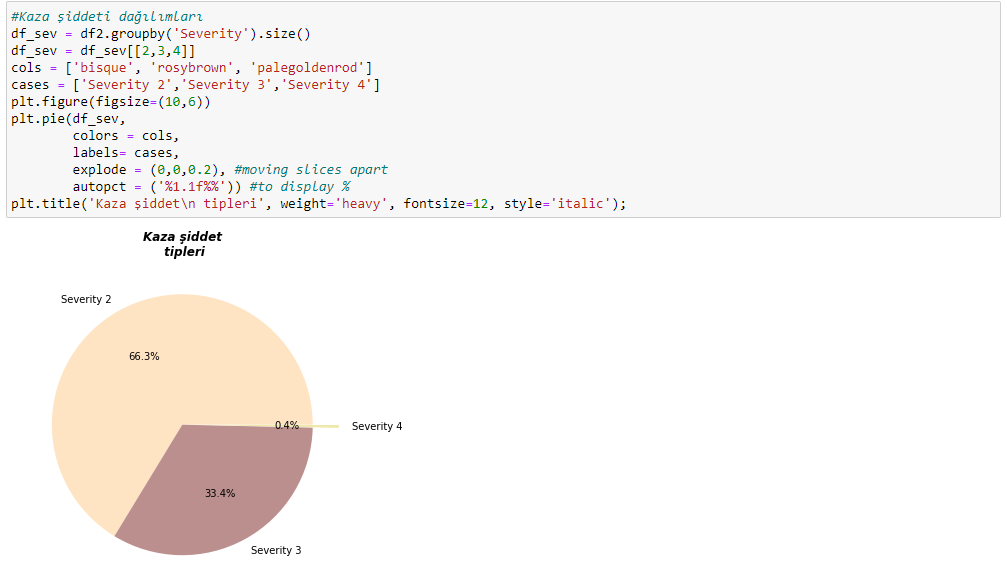 #Kaza şiddeti dağılımları
df_sev = df2.groupby('Severity').size()
df_sev = df_sev[[2,3,4]]
cols = ['bisque', 'rosybrown', 'palegoldenrod']
cases = ['Severity 2','Severity 3','Severity 4']
plt.figure(figsize=(10,6))
plt.pie(df_sev,
        colors = cols,
        labels= cases,
        explode = (0,0,0.2), #moving slices apart
        autopct = ('%1.1f%%')) #to display %
plt.title('Kaza şiddet\n tipleri', weight='heavy', fontsize=12, style='italic');
Kaza şiddet
tipleri
Severity 2
66.3%
0.4%
Severity 4
33.4%
Severity 3